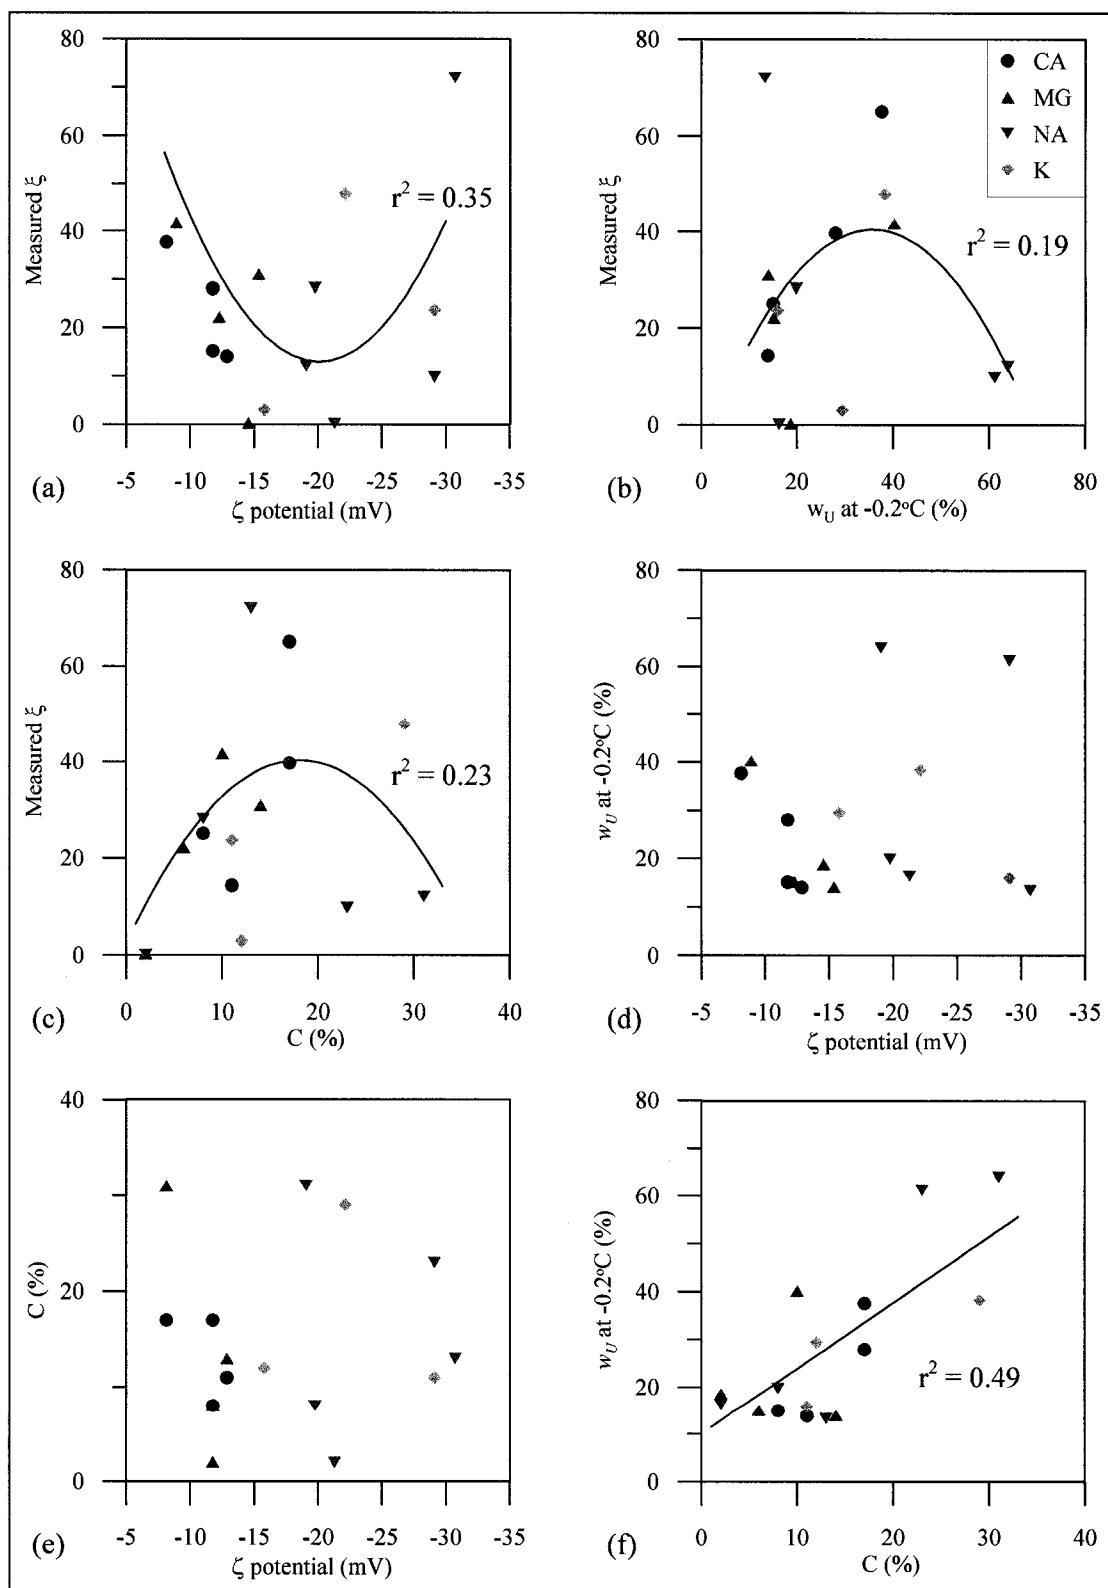 80
60
40
20
0
Measured ξ
r² = 0.35
-5 -10 -15 -20 -25 -30 -35
(a)
ζ potential (mV)
80
60
40
20
0
Measured ξ
CA
MG
NA
K
r² = 0.19
0 20 40 60 80
(b)
w_U at -0.2°C (%)
80
60
40
20
0
Measured ξ
r² = 0.23
0 10 20 30 40
(c)
C (%)
80
60
40
20
0
w_U at -0.2°C (%)
-5 -10 -15 -20 -25 -30 -35
(d)
ζ potential (mV)
40
20
0
C (%)
-5 -10 -15 -20 -25 -30 -35
(e)
ζ potential (mV)
80
60
40
20
0
w_U at -0.2°C (%)
r² = 0.49
0 10 20 30 40
(f)
C (%)